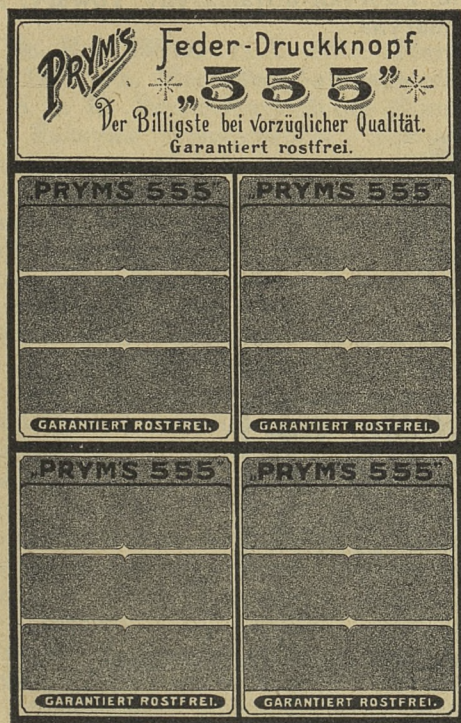 PRYM'S
Feder-Druckknopf
„555”
Der Billigste bei vorzüglicher Qualität.
Garantiert rostfrei.
„PRYM'S 555”
„PRYM'S 555”
GARANTIERT ROSTFREI.
GARANTIERT ROSTFREI.
„PRYM'S 555”
„PRYM'S 555”
GARANTIERT ROSTFREI.
GARANTIERT ROSTFREI.